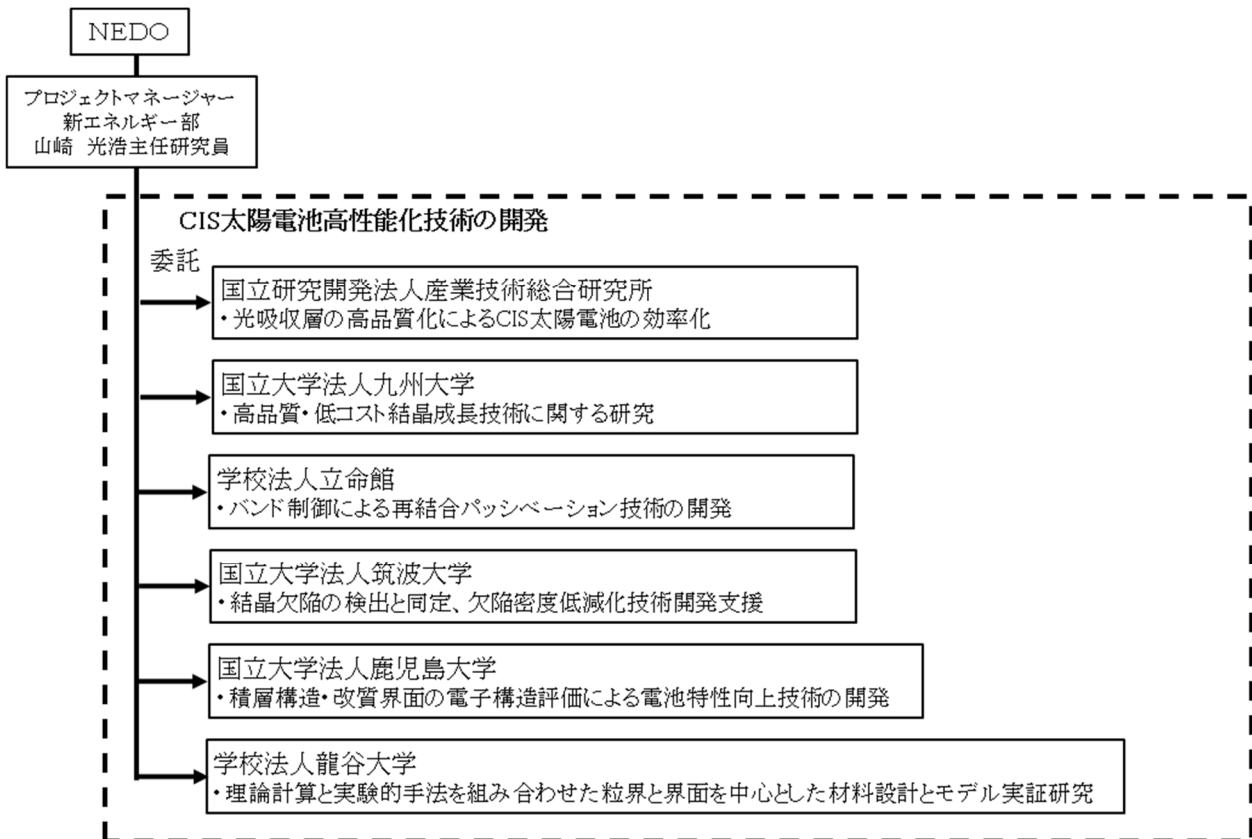 NEDO
プロジェクトマネージャー
新エネルギー部
山崎 光浩主任研究員
CIS太陽電池高性能化技術の開発
委託
国立研究開発法人産業技術総合研究所
・光吸収層の高品質化によるCIS太陽電池の効率化
国立大学法人九州大学
・高品質・低コスト結晶成長技術に関する研究
学校法人立命館
・バンド制御による再結合パッシベーション技術の開発
国立大学法人筑波大学
・結晶欠陥の検出と同定、欠陥密度低減化技術開発支援
国立大学法人鹿児島大学
・積層構造・改質界面の電子構造評価による電池特性向上技術の開発
学校法人龍谷大学
・理論計算と実験的手法を組み合わせた粒界と界面を中心とした材料設計とモデル実証研究